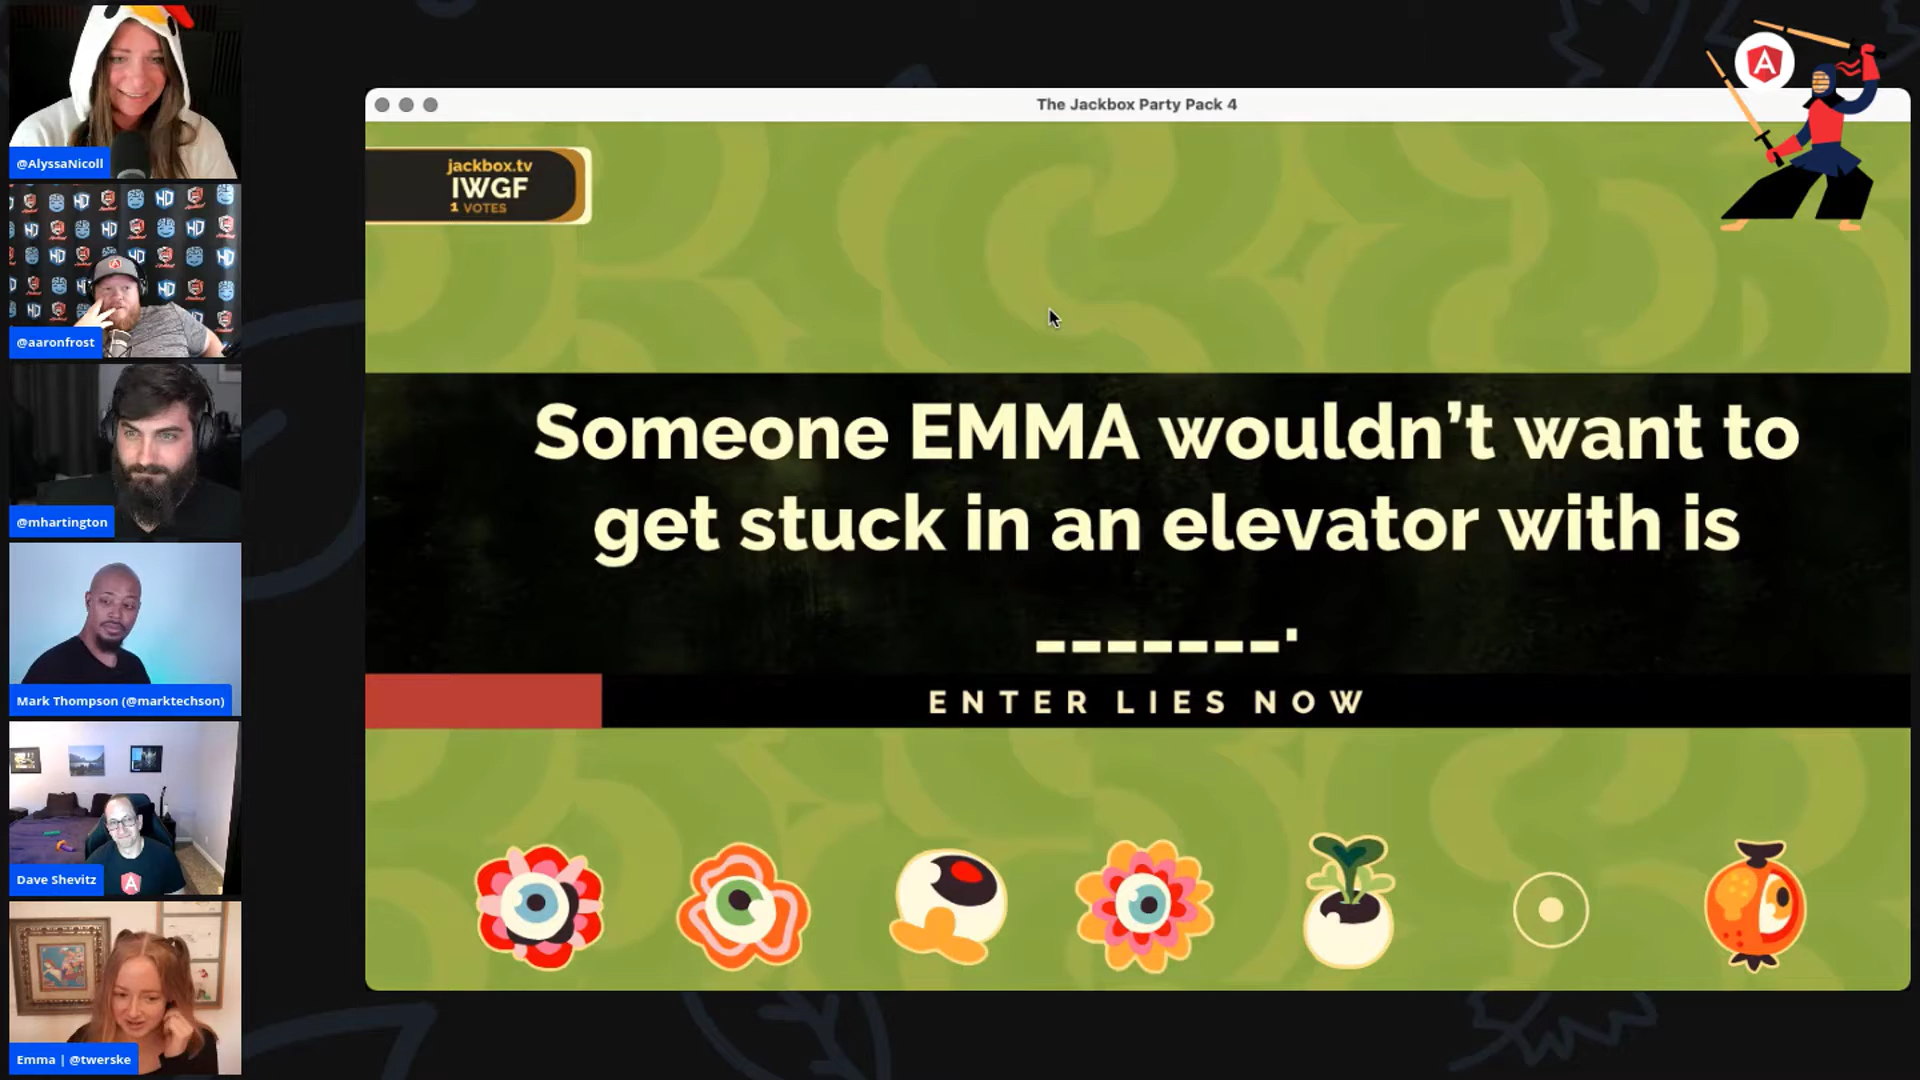 @AlyssaNicoll
@aaronfrost
@mhartington
Mark Thompson (@marktechson)
Dave Shevitz
Emma | @twerske
The Jackbox Party Pack 4
jackbox.tv
IWGF
1 VOTES
A
Someone EMMA wouldn’t want to
get stuck in an elevator with is
_______.
ENTER LIES NOW